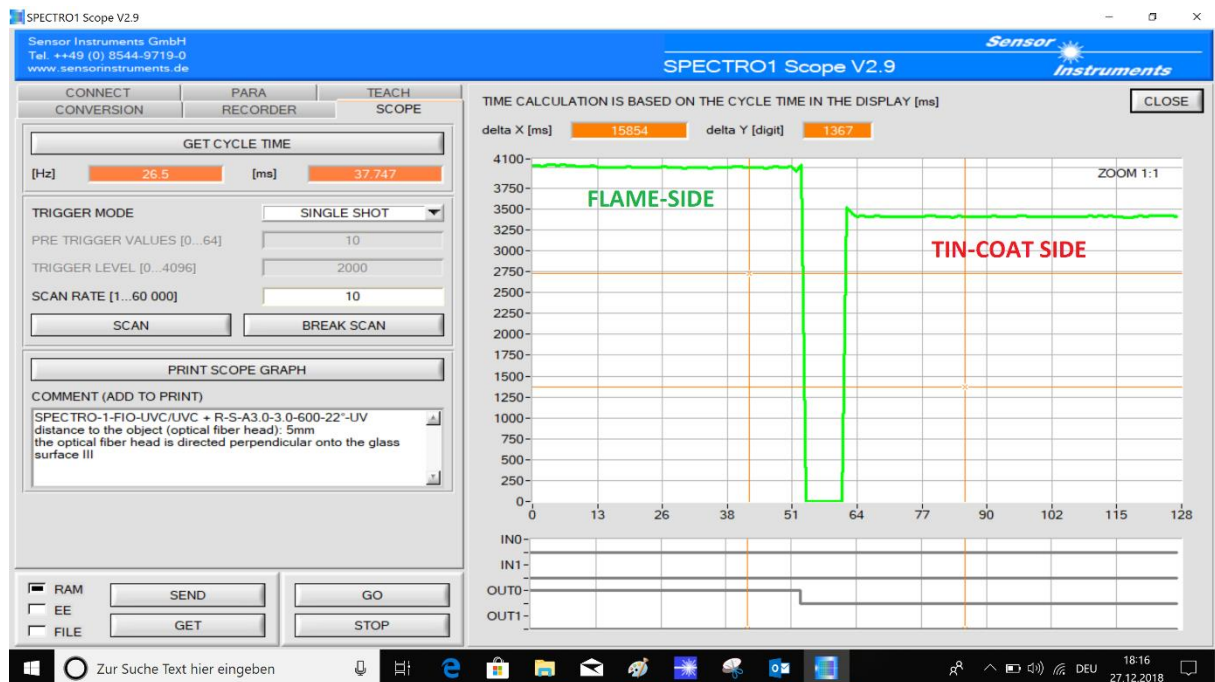 SPECTRO1 Scope V2.9
Sensor Instruments GmbH
Tel. ++49 (0) 8544-9719-0
www.sensorinstruments.de
SPECTRO1 Scope V2.9
Sensor
Instruments
CONNECT PARA TEACH
CONVERSION RECORDER SCOPE
GET CYCLE TIME
[Hz] 26.5 [ms] 37.747
TRIGGER MODE SINGLE SHOT
PRE TRIGGER VALUES [0...64] 10
TRIGGER LEVEL [0...4096] 2000
SCAN RATE [1...60 000] 10
SCAN BREAK SCAN
PRINT SCOPE GRAPH
COMMENT (ADD TO PRINT)
SPECTRO-1-FIO-UVC/UVC + R-S-A3.0-3.0-600-22°-UV
distance to the object (optical fiber head): 5mm
the optical fiber head is directed perpendicular onto the glass
surface III
RAM SEND GO
EE
FILE GET STOP
TIME CALCULATION IS BASED ON THE CYCLE TIME IN THE DISPLAY [ms]
CLOSE
delta X [ms] 15854 delta Y [digit] 1367
ZOOM 1:1
FLAME-SIDE
TIN-COAT SIDE
4100
3750
3500
3250
3000
2750
2500
2250
2000
1750
1500
1250
1000
750
500
250
0
0 13 26 38 51 64 77 90 102 115 128
IN0
IN1
OUT0
OUT1
Zur Suche Text hier eingeben
DEU
18:16
27.12.2018